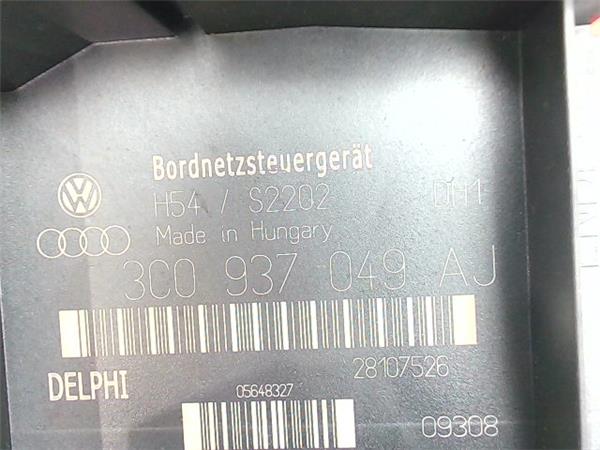 Bordnetzsteuergerät
H54 / S2202 DH1
Made in Hungary
3C0 937 049 AJ
DELPHI
28107526
05648327
09308